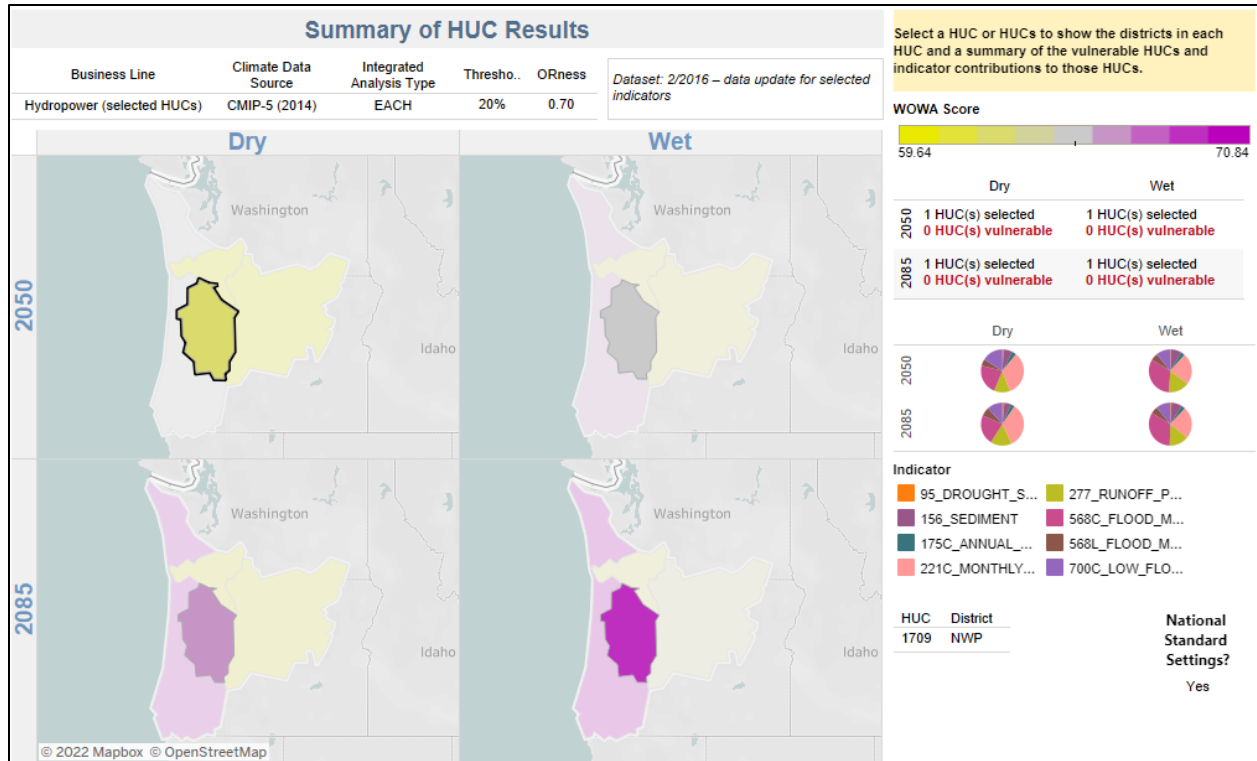 Summary of HUC Results
Business Line
Climate Data
Source
Integrated
Analysis Type
Thresho..
ORness
Hydropower (selected HUCs)
CMIP-5 (2014)
EACH
20%
0.70
Dataset: 2/2016 – data update for selected
indicators
Dry
Wet
2050
Washington
Idaho
Washington
Idaho
2085
Washington
Idaho
Washington
Idaho
© 2022 Mapbox © OpenStreetMap
Select a HUC or HUCs to show the districts in each
HUC and a summary of the vulnerable HUCs and
indicator contributions to those HUCs.
WOWA Score
59.64
70.84
Dry
Wet
2050
1 HUC(s) selected
0 HUC(s) vulnerable
1 HUC(s) selected
0 HUC(s) vulnerable
2085
1 HUC(s) selected
0 HUC(s) vulnerable
1 HUC(s) selected
0 HUC(s) vulnerable
Dry
Wet
2050
2085
Indicator
95_DROUGHT_S...
277_RUNOFF_P...
156_SEDIMENT
568C_FLOOD_M...
175C_ANNUAL_...
568L_FLOOD_M...
221C_MONTHLY...
700C_LOW_FLO...
HUC
District
1709
NWP
National
Standard
Settings?
Yes